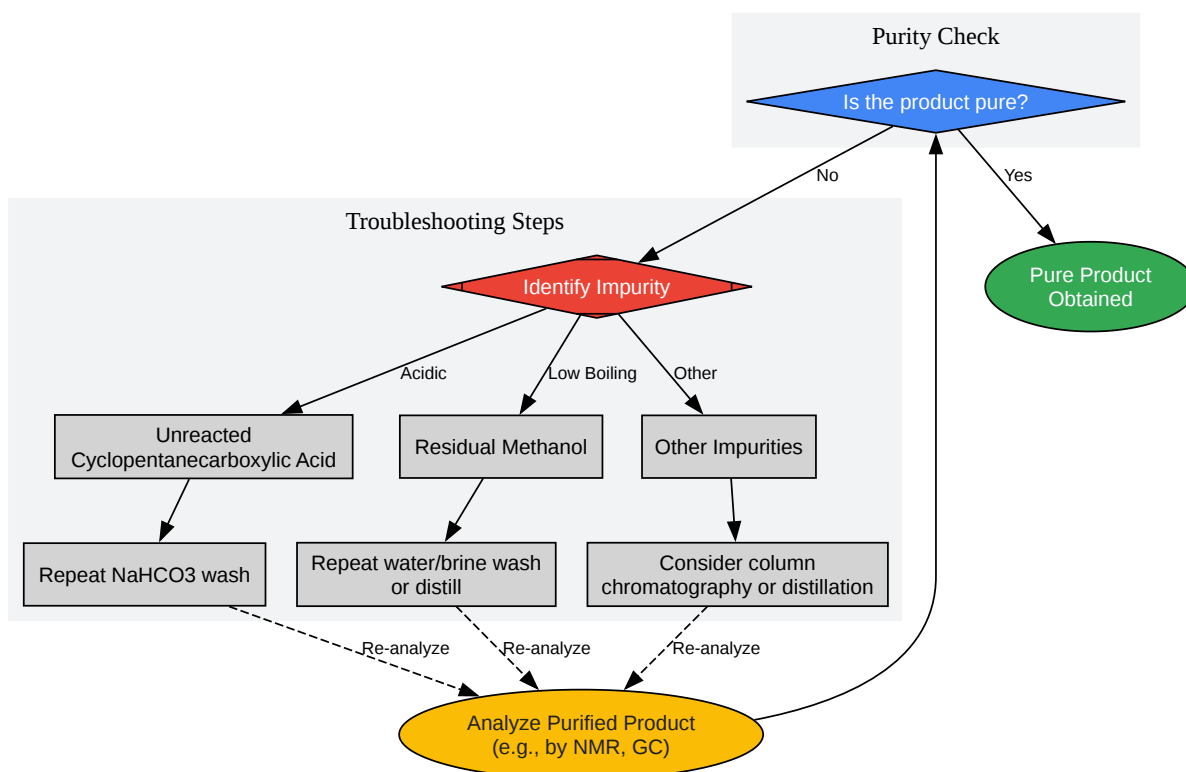 Purity Check
Is the product pure?
No
Yes
Troubleshooting Steps
Identify Impurity
Pure Product
Obtained
Acidic
Low Boiling
Other
Unreacted
Cyclopentanecarboxylic Acid
Residual Methanol
Other Impurities
Repeat NaHCO3 wash
Repeat water/brine wash
or distill
Consider column
chromatography or distillation
Re-analyze
Re-analyze
Re-analyze
Analyze Purified Product
(e.g., by NMR, GC)